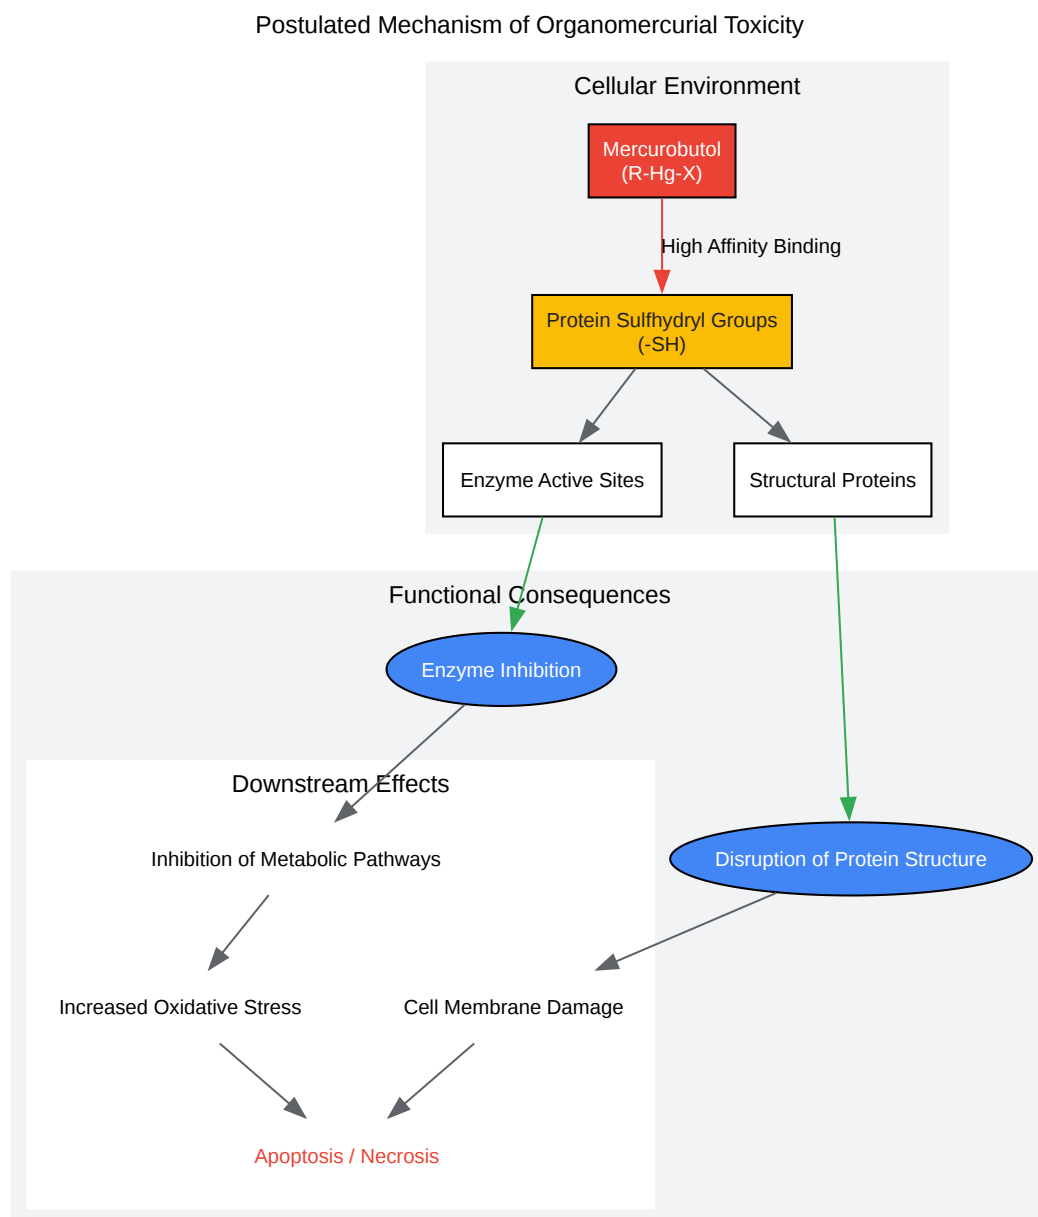 Postulated Mechanism of Organomercurial Toxicity
Cellular Environment
Mercurobutol
(R-Hg-X)
High Affinity Binding
Protein Sulfhydryl Groups
(-SH)
Enzyme Active Sites
Structural Proteins
Functional Consequences
Enzyme Inhibition
Downstream Effects
Inhibition of Metabolic Pathways
Disruption of Protein Structure
Increased Oxidative Stress
Cell Membrane Damage
Apoptosis / Necrosis